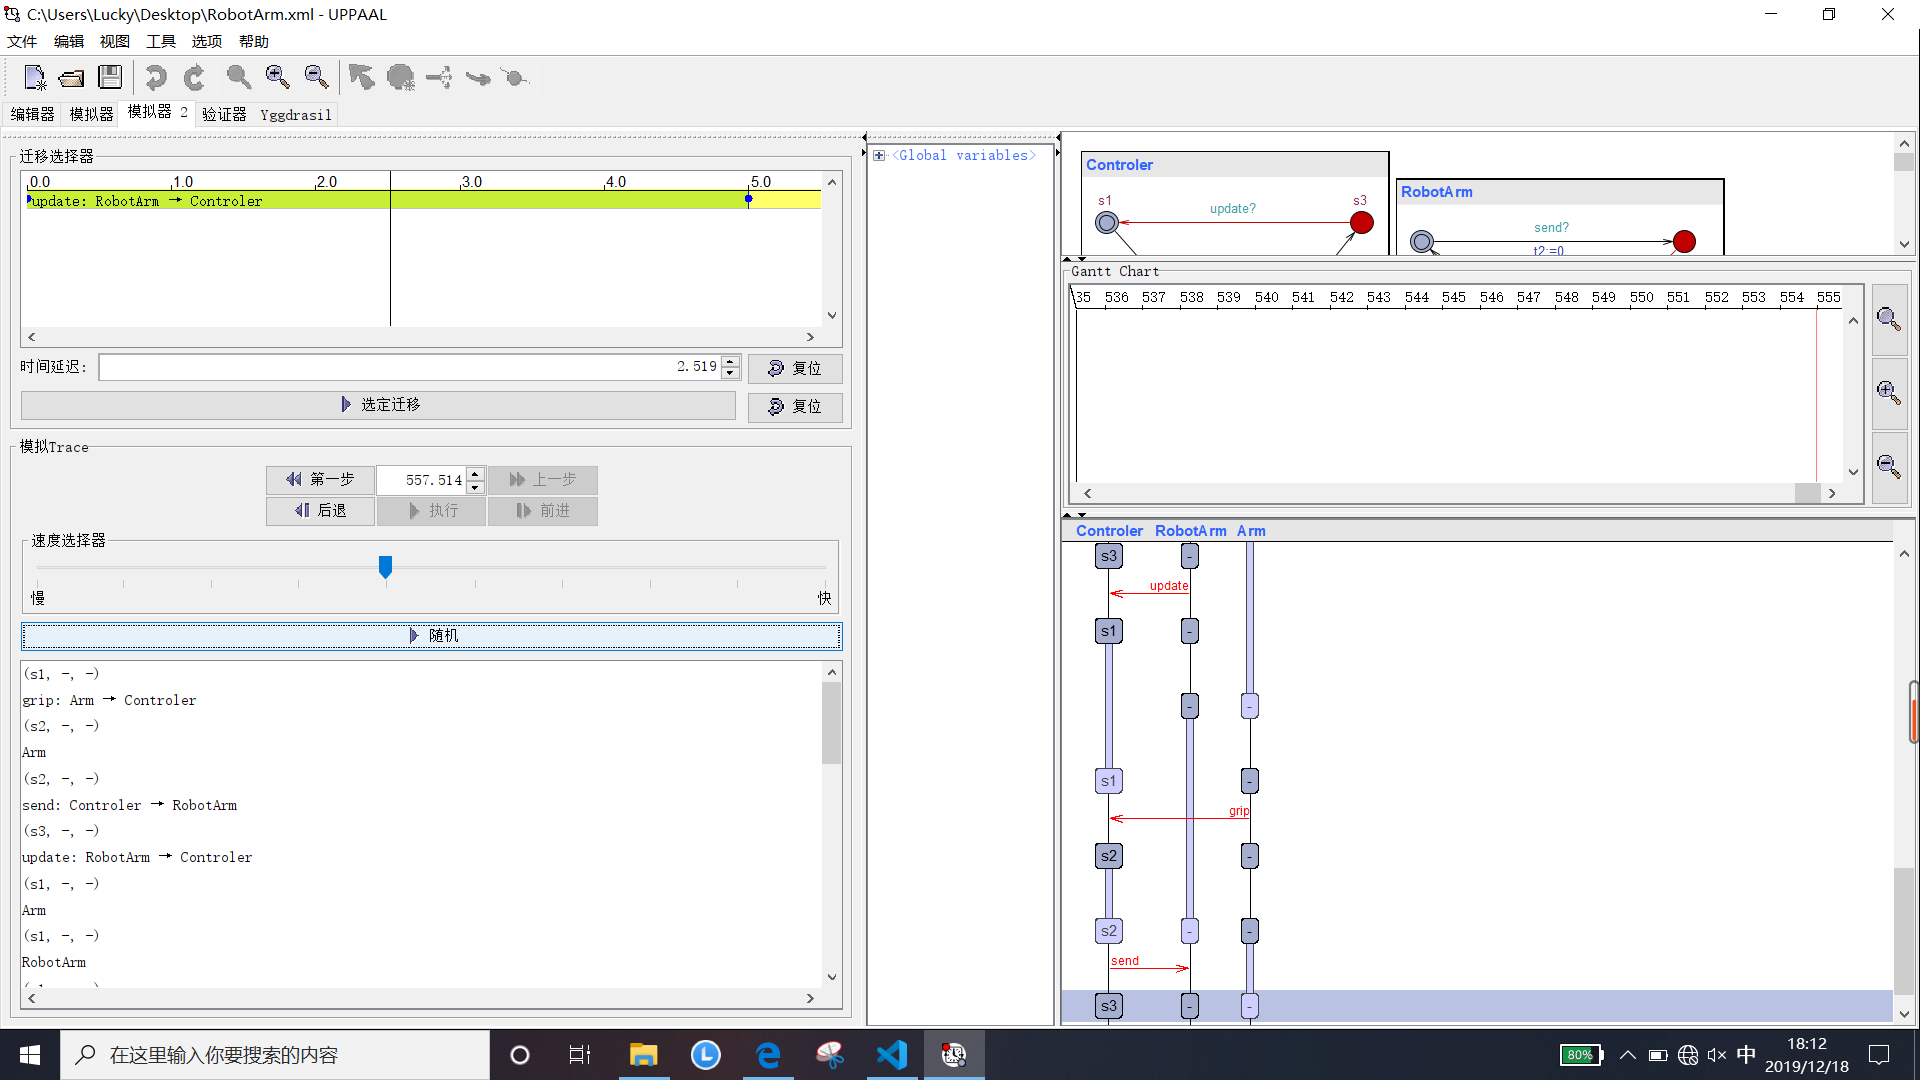 C:\Users\Lucky\Desktop\RobotArm.xml - UPPAAL
文件 编辑 视图 工具 选项 帮助
编辑器 模拟器 模拟器 2 验证器 Yggdrasil
迁移选择器
0.0 1.0 2.0 3.0 4.0 5.0
update: RobotArm → Controler
时间延迟: 2.519 复位
选定迁移 复位
模拟Trace
第一步 557.514 上一步
后退 执行 前进
速度选择器
慢 快
随机
(s1, -, -)
grip: Arm → Controler
(s2, -, -)
Arm
(s2, -, -)
send: Controler → RobotArm
(s3, -, -)
update: RobotArm → Controler
(s1, -, -)
Arm
(s1, -, -)
RobotArm
<Global variables>
Controler
s1 update? s3
RobotArm
send?
t2:=0
Gantt Chart
35 536 537 538 539 540 541 542 543 544 545 546 547 548 549 550 551 552 553 554 555
Controler RobotArm Arm
s3 -
update
s1 -
- -
s1 -
grip
s2 -
s2 - -
send
s3 - -
在这里输入你要搜索的内容
80% 中
18:12
2019/12/18